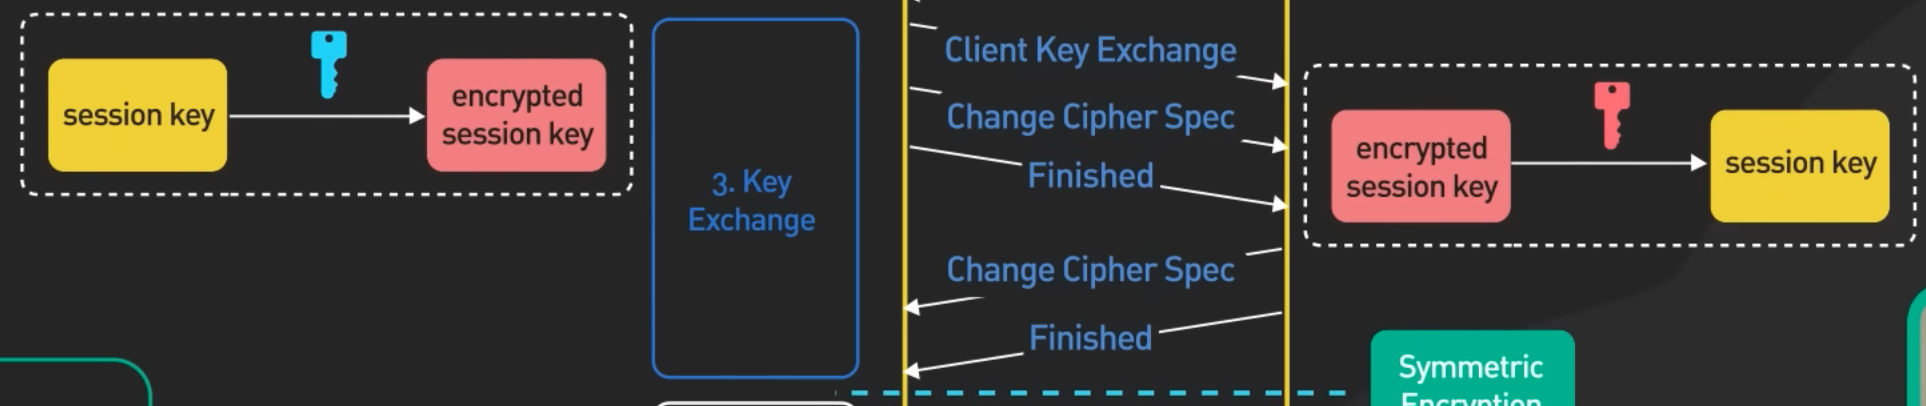 session key
encrypted
session key
3. Key
Exchange
Client Key Exchange
Change Cipher Spec
Finished
Change Cipher Spec
Finished
encrypted
session key
session key
Symmetric
Encryption